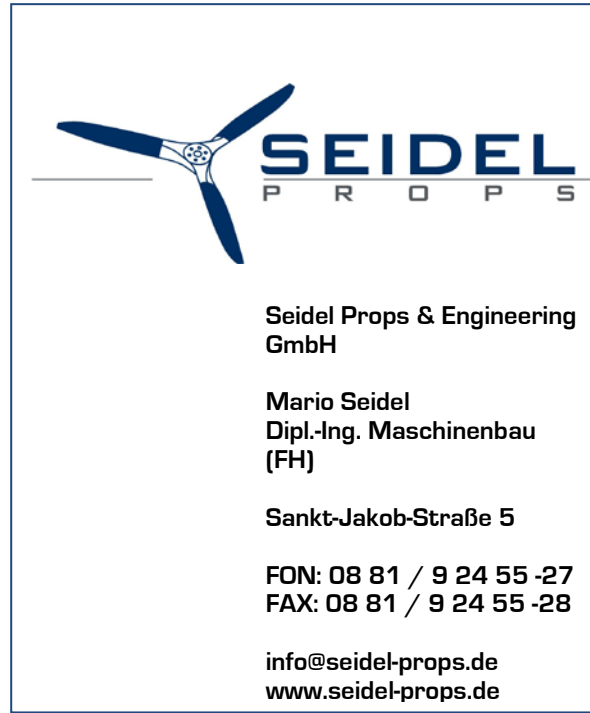 SEIDEL
PROPS
Seidel Props & Engineering
GmbH
Mario Seidel
Dipl.-Ing. Maschinenbau
(FH)
Sankt-Jakob-Straße 5
FON: 08 81 / 9 24 55 -27
FAX: 08 81 / 9 24 55 -28
info@seidel-props.de
www.seidel-props.de